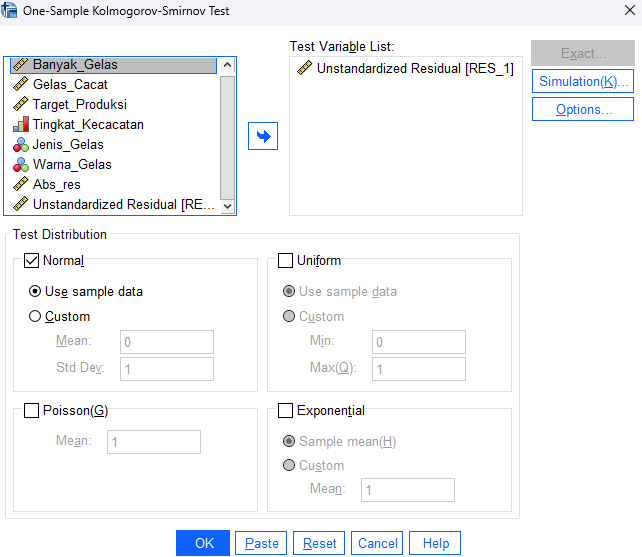 One-Sample Kolmogorov-Smirnov Test
Test Variable List:
Banyak_Gelas
Gelas_Cacat
Target_Produksi
Tingkat_Kecacatan
Jenis_Gelas
Warna_Gelas
Abs_res
Unstandardized Residual [RE...
Unstandardized Residual [RES_1]
Exact...
Simulation(K)...
Options...
Test Distribution
Normal
Use sample data
Custom
Mean: 0
Std Dev: 1
Uniform
Use sample data
Custom
Min: 0
Max(Q): 1
Poisson(G)
Mean: 1
Exponential
Sample mean(H)
Custom
Mean: 1
OK Paste Reset Cancel Help